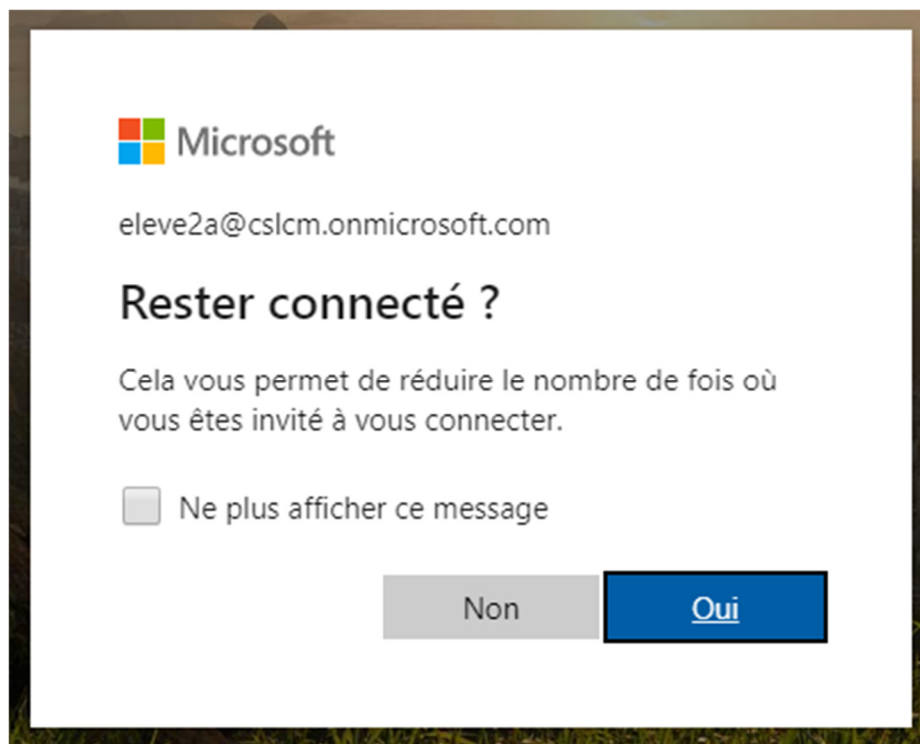 Microsoft
eleve2a@cslcm.onmicrosoft.com
Rester connecté ?
Cela vous permet de réduire le nombre de fois où
vous êtes invité à vous connecter.
Ne plus afficher ce message
Non
Oui